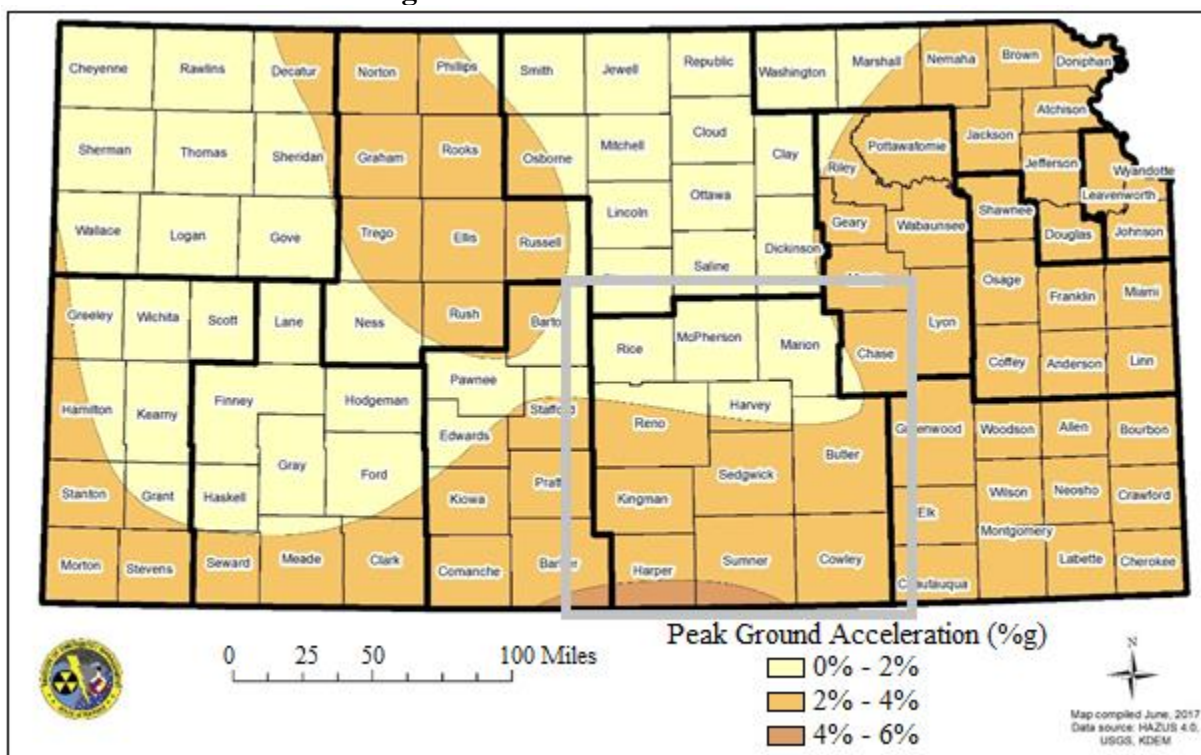 Cheyenne Rawlins Decatur Norton Phillips Smith Jewell Republic Washington Marshall Nemaha Brown Doniphan
Atchison
Sherman Thomas Sheridan Graham Rooks Osborne Mitchell Cloud Clay Riley Pottawatomie Jackson Jefferson
Wyandotte
Leavenworth
Wallace Logan Gove Trego Ellis Russell Lincoln Ottawa Dickinson Geary Wabaunsee Shawnee Douglas Johnson
Saline
Greeley Wichita Scott Lane Ness Rush Lyon Osage Franklin Miami
Rice McPherson Marion Chase Coffey Anderson Linn
Hamilton Kearny Finney Hodgeman Pawnee Stafford Reno Harvey
Edwards Butler Woodson Allen Bourbon
Stanton Grant Haskell Gray Ford Kiowa Kingman Sedgwick Elk Wilson Neosho Crawford
Montgomery
Morton Stevens Seward Meade Clark Comanche Harper Sumner Cowley Labette Cherokee
0 25 50 100 Miles
Peak Ground Acceleration (%g)
0% - 2%
2% - 4%
4% - 6%
N
Map compiled June, 2017
Data source: HAZUS 4.0,
USGS, KDEM